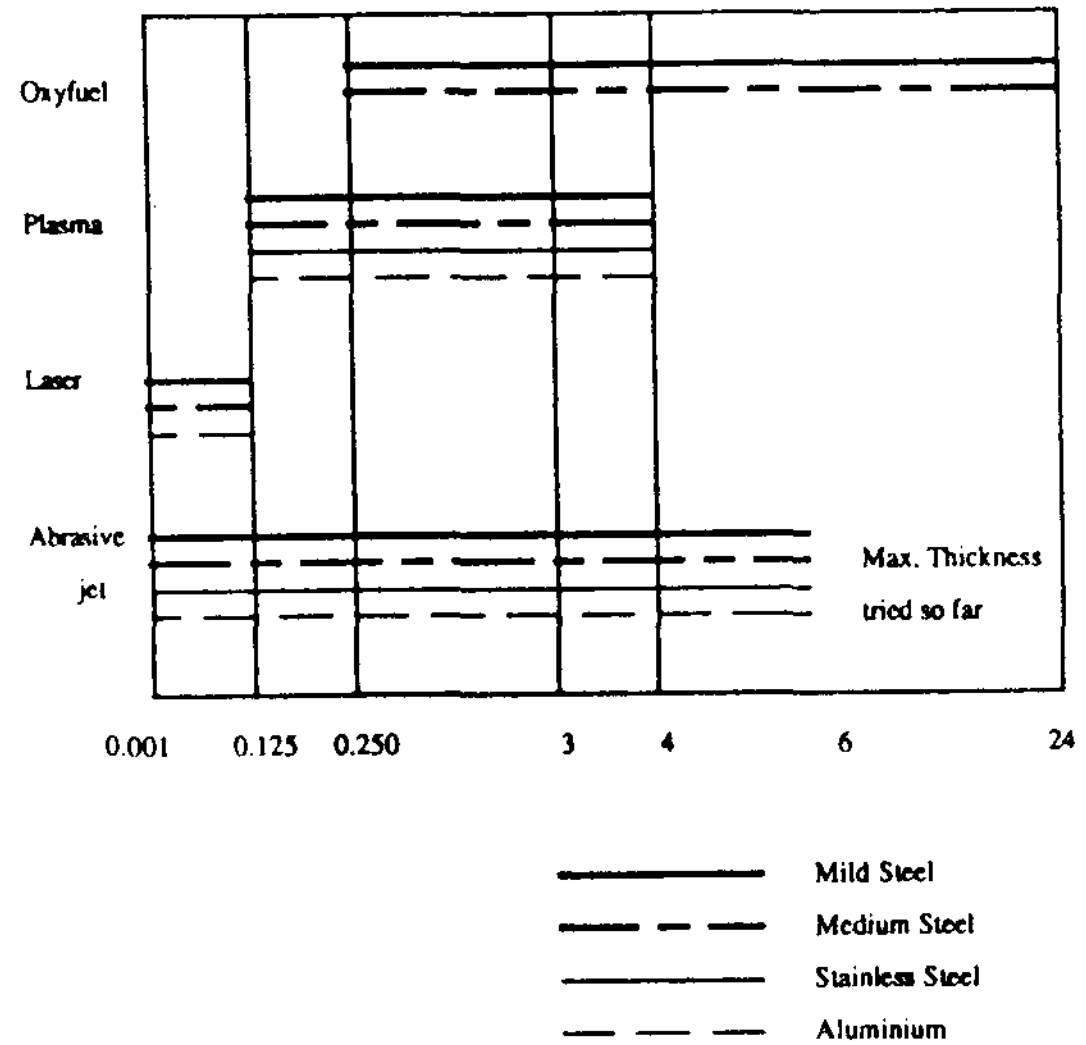 Oxyfuel
Plasma
Laser
Abrasive
jet
Max. Thickness
tried so far
0.001 0.125 0.250 3 4 6 24
Mild Steel
Medium Steel
Stainless Steel
Aluminium